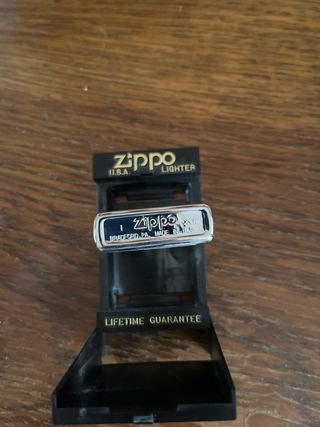 zippo
U.S.A. LIGHTER
I zippo
BRADFORD, PA. MADE IN
LIFETIME GUARANTEE